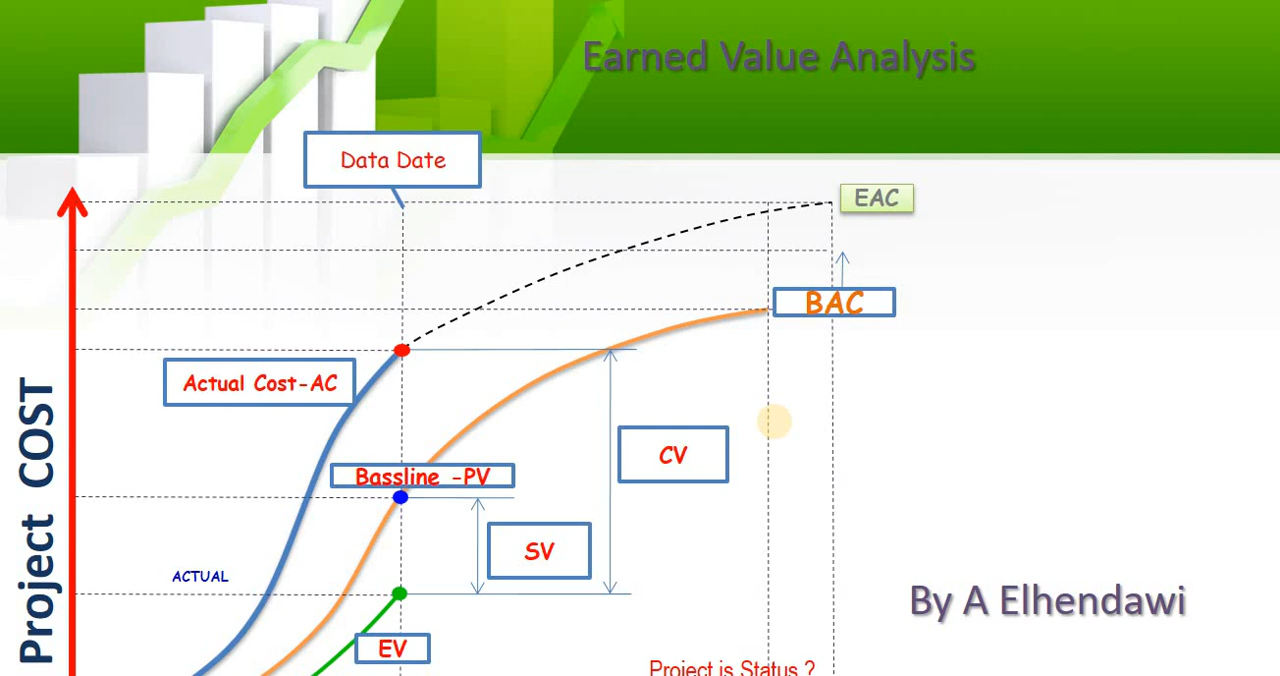 Earned Value Analysis
Data Date
EAC
BAC
Actual Cost-AC
CV
Bassline -PV
SV
ACTUAL
By A Elhendawi
EV
Project is Status ?
Project COST